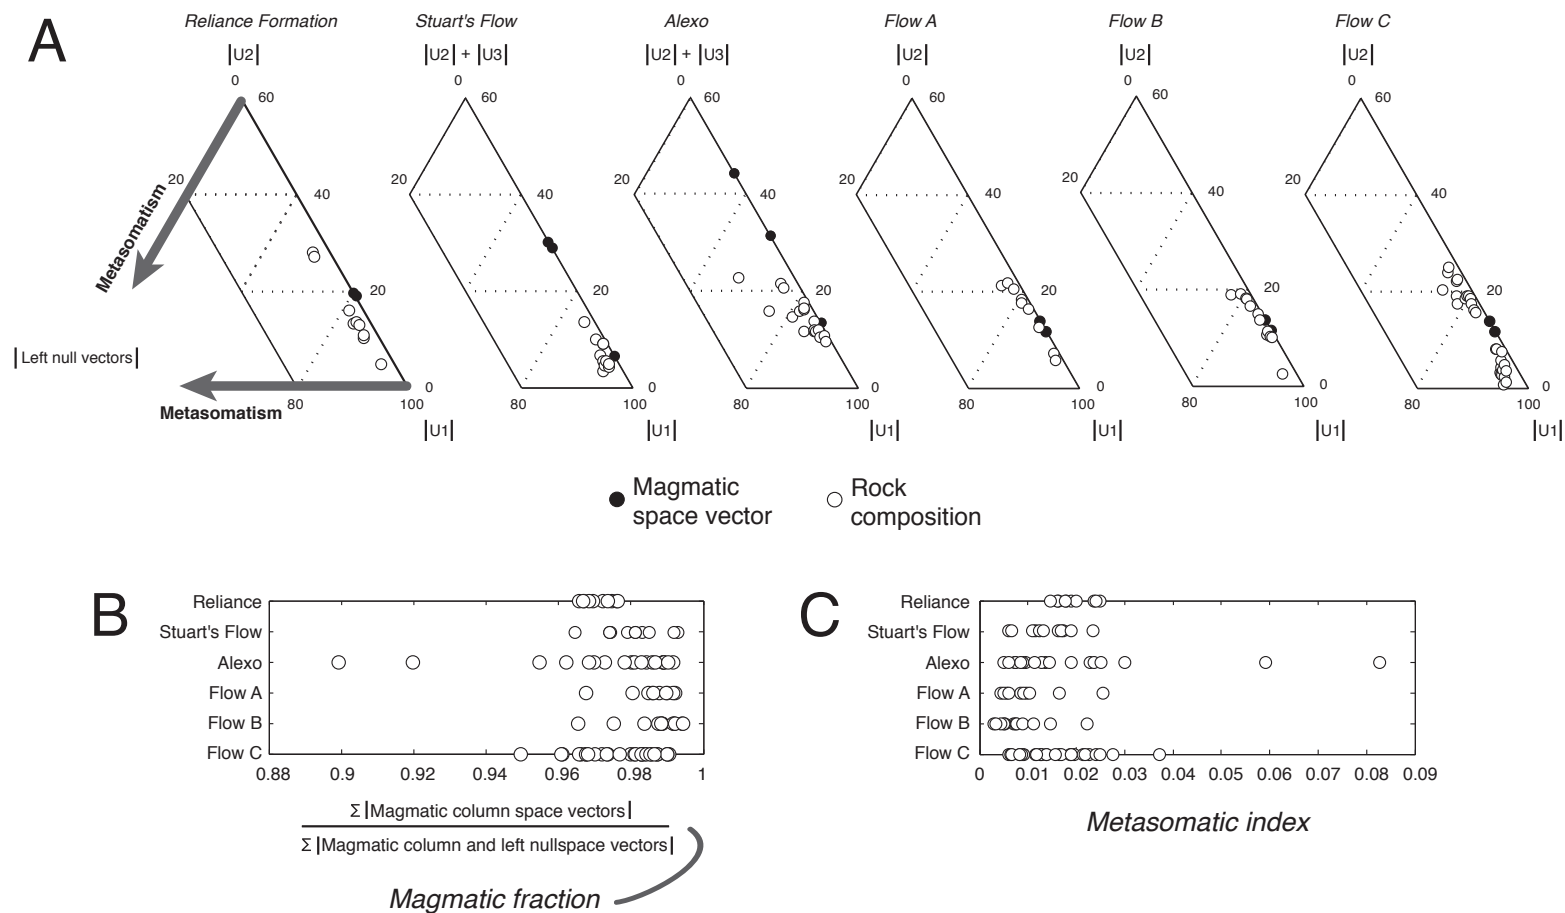 A
Reliance Formation
Stuart's Flow
Alexo
Flow A
Flow B
Flow C
|U2|
|U2| + |U3|
|U2| + |U3|
|U2|
|U2|
|U2|
0 0 0 0 0 0
60 60 60 60 60 60
20 20 20 20 20 20
40 40 40 40 40 40
20 20 20 20 20 20
Metasomatism
|Left null vectors|
0 0 0 0 0 0
Metasomatism
80 100 80 100 80 100 80 100 80 100 80 100
|U1| |U1| |U1| |U1| |U1| |U1|
Magmatic
space vector
Rock
composition
B
Reliance
Stuart's Flow
Alexo
Flow A
Flow B
Flow C
0.88 0.9 0.92 0.94 0.96 0.98 1
Σ|Magmatic column space vectors|
Σ|Magmatic column and left nullspace vectors|
Magmatic fraction
C
Reliance
Stuart's Flow
Alexo
Flow A
Flow B
Flow C
0 0.01 0.02 0.03 0.04 0.05 0.06 0.07 0.08 0.09
Metasomatic index